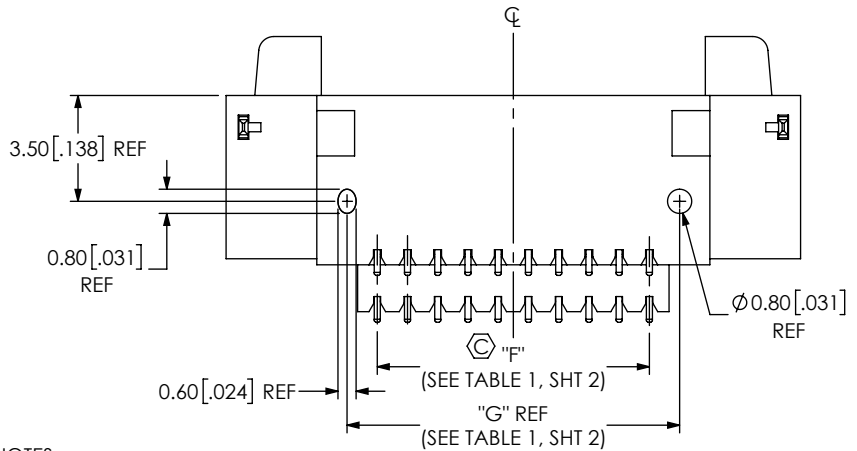 ℄
3.50[.138] REF
0.80[.031]
REF
Ø0.80[.031]
REF
C "F"
(SEE TABLE 1, SHT 2)
0.60[.024] REF
"G" REF
(SEE TABLE 1, SHT 2)